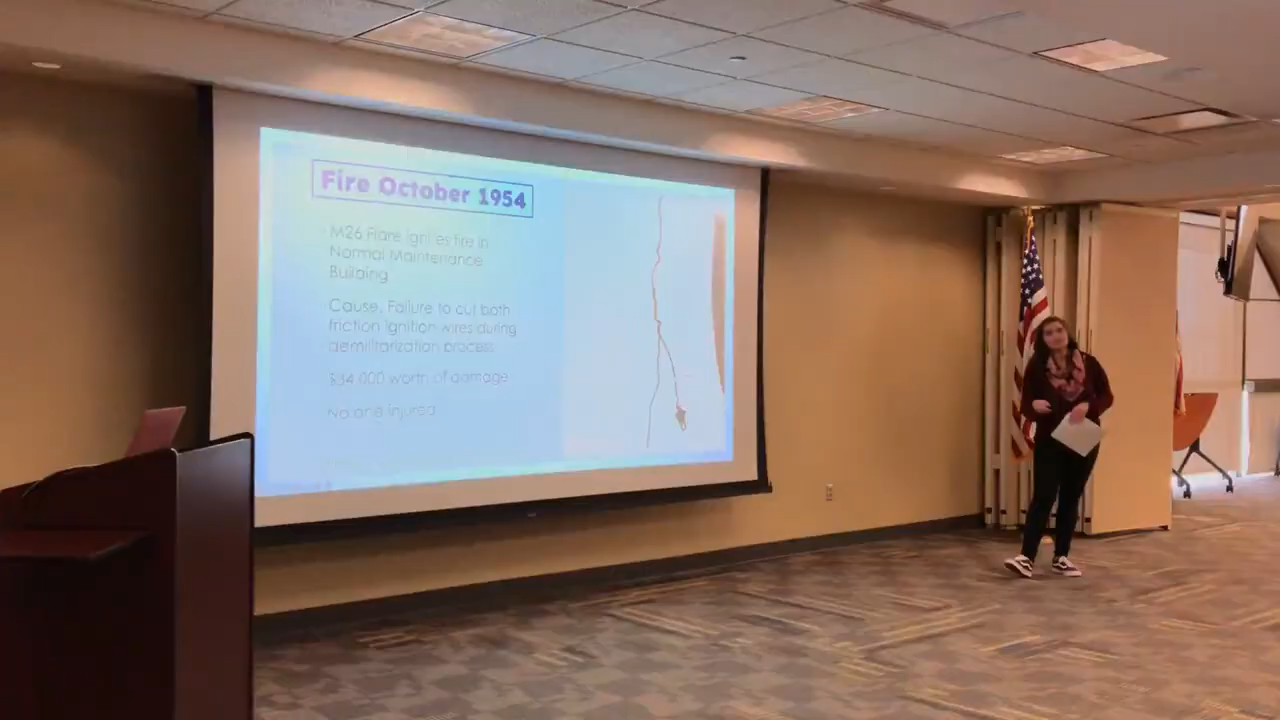 Fire October 1954
M26 Flare ignites fire in
Normal Maintenance
Building
Cause, Failure to cut both
friction ignition wires during
demilitarization process
$34,000 worth of damage
No one injured